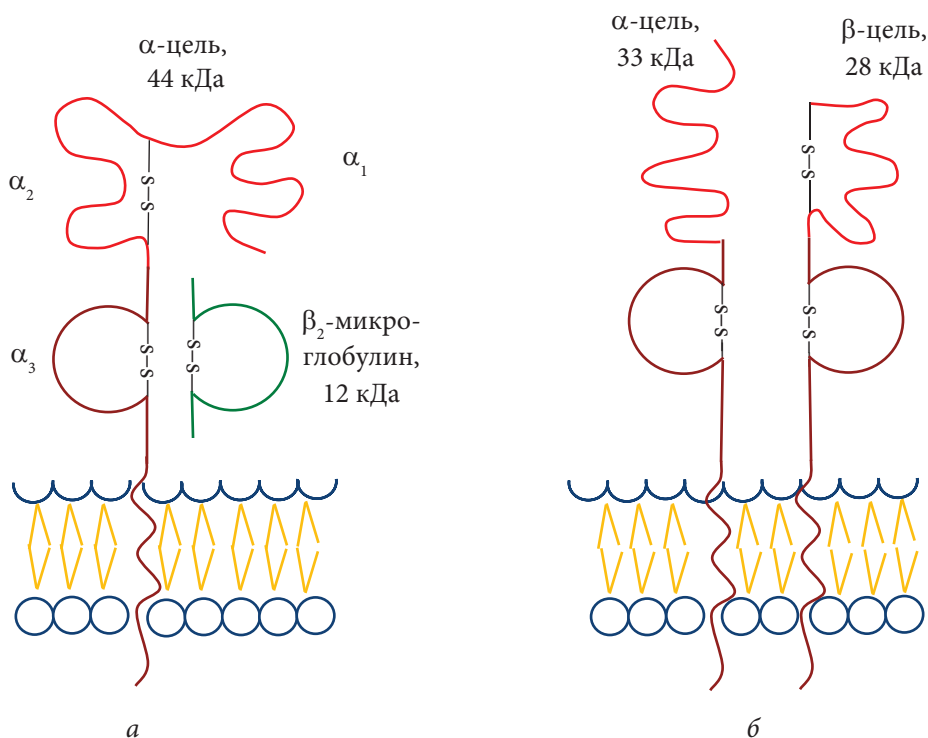 α-цель,
44 кДа
α-цель,
33 кДа
β-цель,
28 кДа
α₁
α₂
S–S
S–S
β₂-микро-
глобулин,
12 кДа
α₃
S–S
S–S
S–S
S–S
а
б